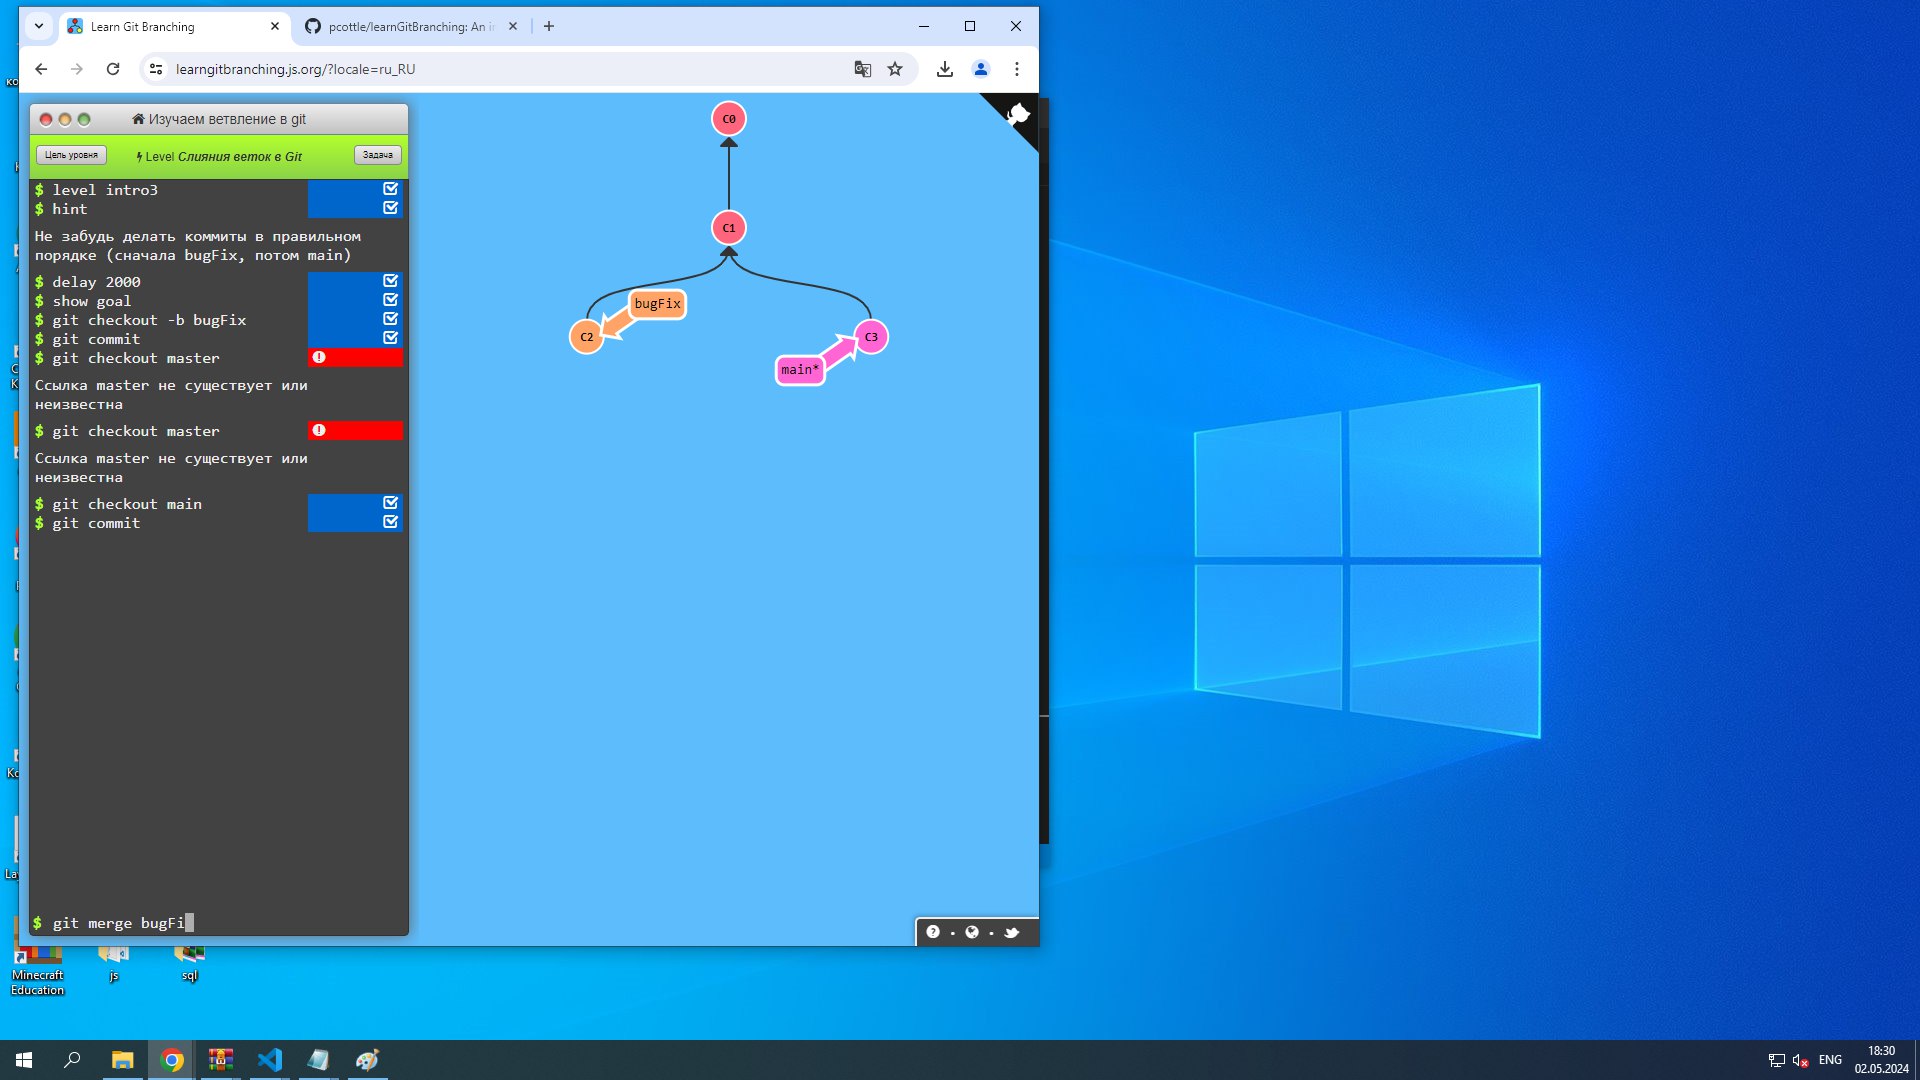 Learn Git Branching
pcottle/learnGitBranching: An i
learngitbranching.js.org/?locale=ru_RU
Изучаем ветвление в git
Цель уровня
Level Слияния веток в Git
Задача
$ level intro3
$ hint
Не забудь делать коммиты в правильном
порядке (сначала bugFix, потом main)
$ delay 2000
$ show goal
$ git checkout -b bugFix
$ git commit
$ git checkout master
Ссылка master не существует или
неизвестна
$ git checkout master
Ссылка master не существует или
неизвестна
$ git checkout main
$ git commit
$ git merge bugFi
C0
C1
bugFix
C2
C3
main*
Minecraft
Education
js
sql
ENG
18:30
02.05.2024